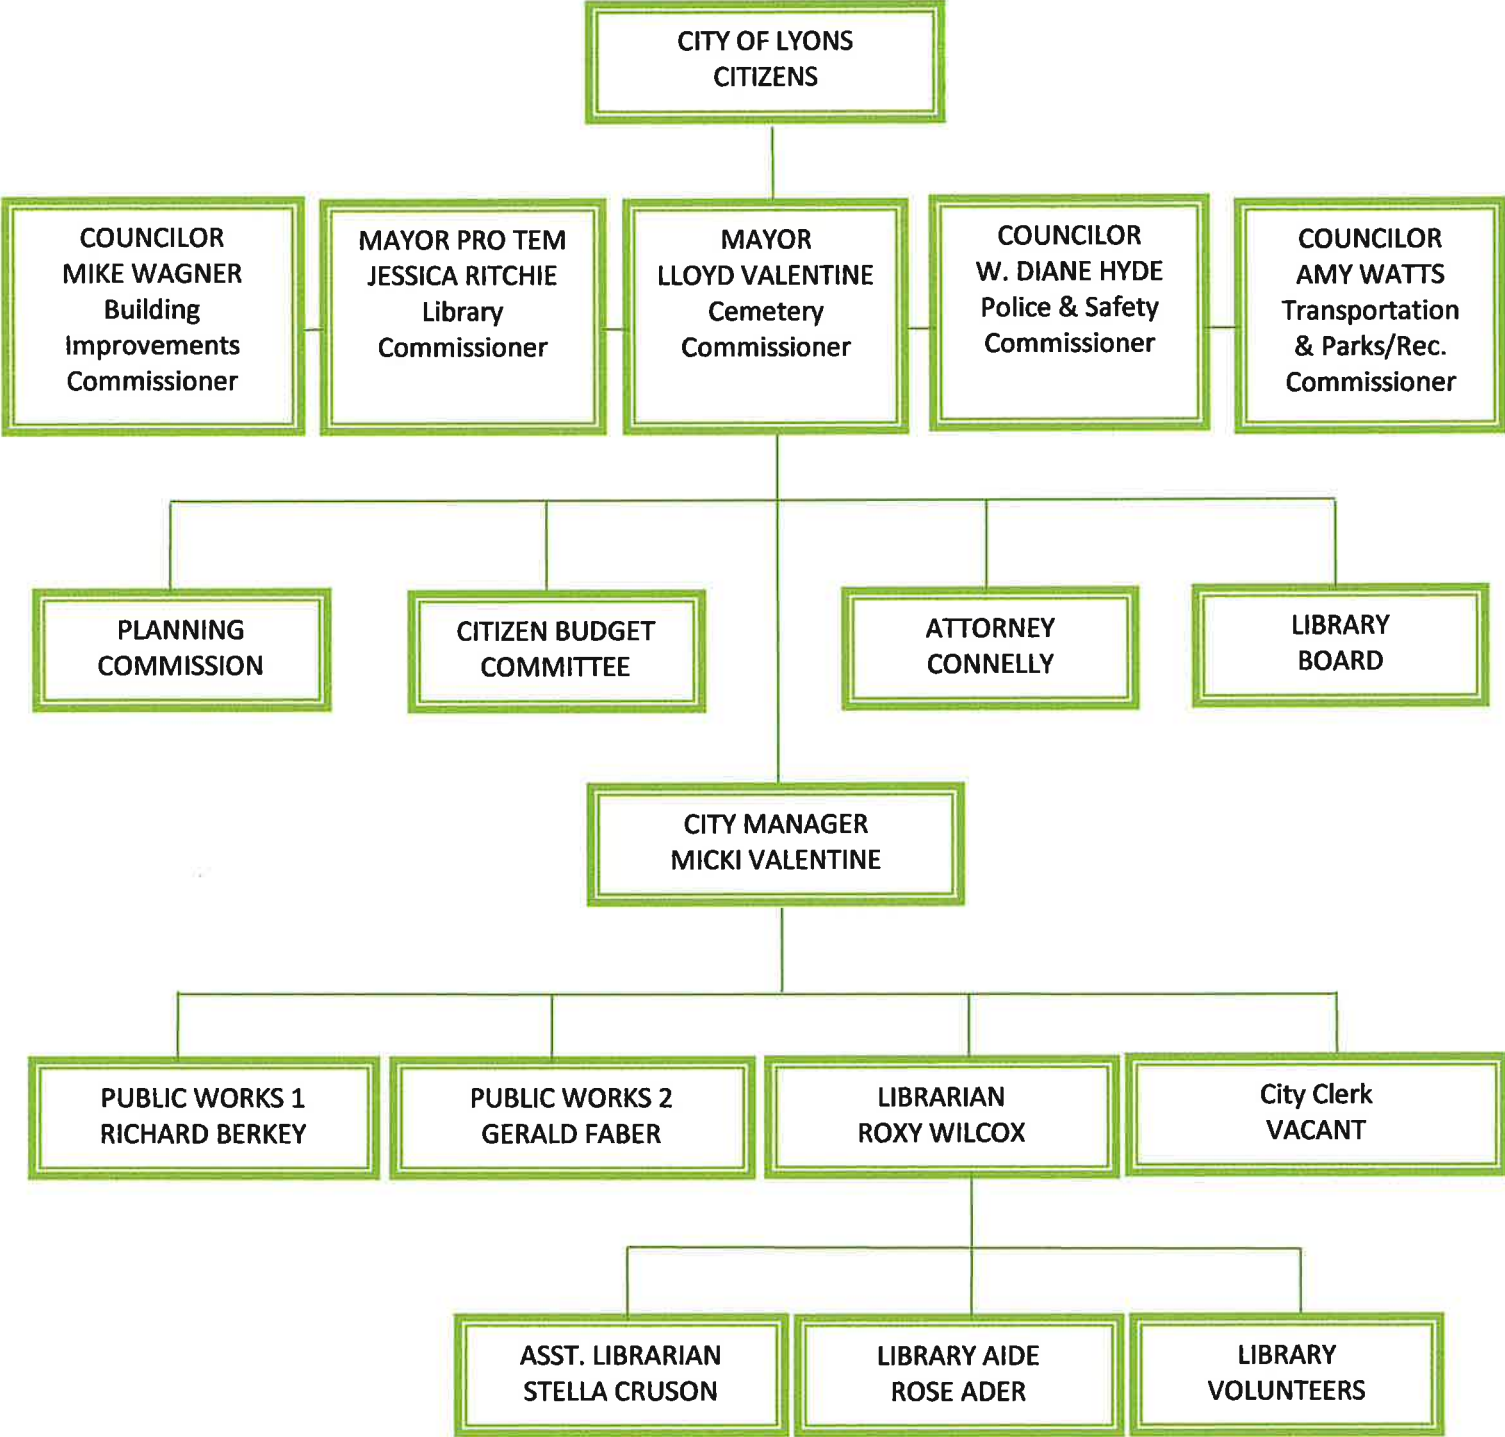 CITY OF LYONS
CITIZENS
COUNCILOR
MIKE WAGNER
Building
Improvements
Commissioner
MAYOR PRO TEM
JESSICA RITCHIE
Library
Commissioner
MAYOR
LLOYD VALENTINE
Cemetery
Commissioner
COUNCILOR
W. DIANE HYDE
Police & Safety
Commissioner
COUNCILOR
AMY WATTS
Transportation
& Parks/Rec.
Commissioner
PLANNING
COMMISSION
CITIZEN BUDGET
COMMITTEE
ATTORNEY
CONNELLY
LIBRARY
BOARD
CITY MANAGER
MICKI VALENTINE
PUBLIC WORKS 1
RICHARD BERKEY
PUBLIC WORKS 2
GERALD FABER
LIBRARIAN
ROXY WILCOX
City Clerk
VACANT
ASST. LIBRARIAN
STELLA CRUSON
LIBRARY AIDE
ROSE ADER
LIBRARY
VOLUNTEERS